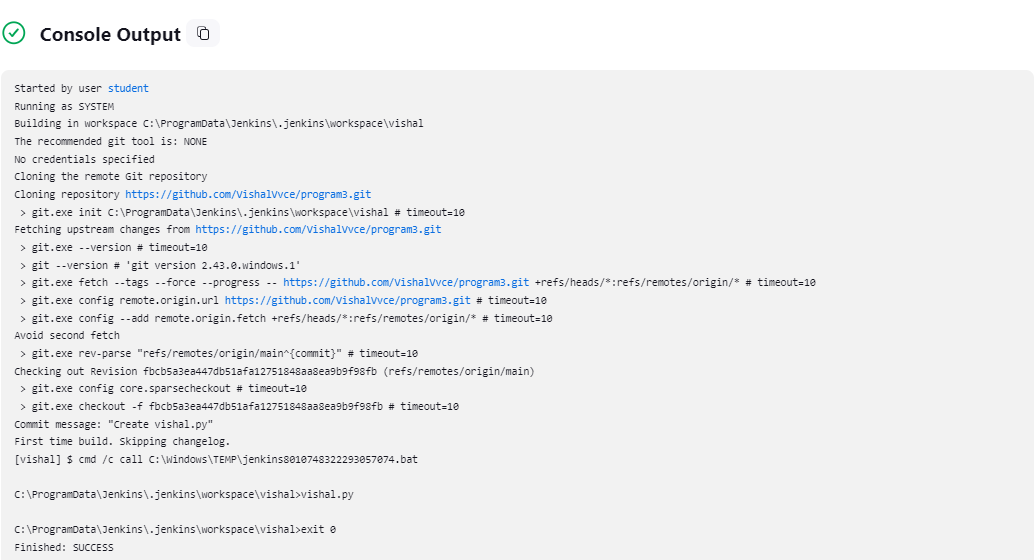 Console Output
Started by user student
Running as SYSTEM
Building in workspace C:\ProgramData\Jenkins\.jenkins\workspace\vishal
The recommended git tool is: NONE
No credentials specified
Cloning the remote Git repository
Cloning repository https://github.com/VishalVvce/program3.git
 > git.exe init C:\ProgramData\Jenkins\.jenkins\workspace\vishal # timeout=10
Fetching upstream changes from https://github.com/VishalVvce/program3.git
 > git.exe --version # timeout=10
 > git --version # 'git version 2.43.0.windows.1'
 > git.exe fetch --tags --force --progress -- https://github.com/VishalVvce/program3.git +refs/heads/*:refs/remotes/origin/* # timeout=10
 > git.exe config remote.origin.url https://github.com/VishalVvce/program3.git # timeout=10
 > git.exe config --add remote.origin.fetch +refs/heads/*:refs/remotes/origin/* # timeout=10
Avoid second fetch
 > git.exe rev-parse "refs/remotes/origin/main^{commit}" # timeout=10
Checking out Revision fbcb5a3ea447db51afa12751848aa8ea9b9f98fb (refs/remotes/origin/main)
 > git.exe config core.sparsecheckout # timeout=10
 > git.exe checkout -f fbcb5a3ea447db51afa12751848aa8ea9b9f98fb # timeout=10
Commit message: "Create vishal.py"
First time build. Skipping changelog.
[vishal] $ cmd /c call C:\Windows\TEMP\jenkins8010748322293057074.bat
C:\ProgramData\Jenkins\.jenkins\workspace\vishal>vishal.py
C:\ProgramData\Jenkins\.jenkins\workspace\vishal>exit 0
Finished: SUCCESS